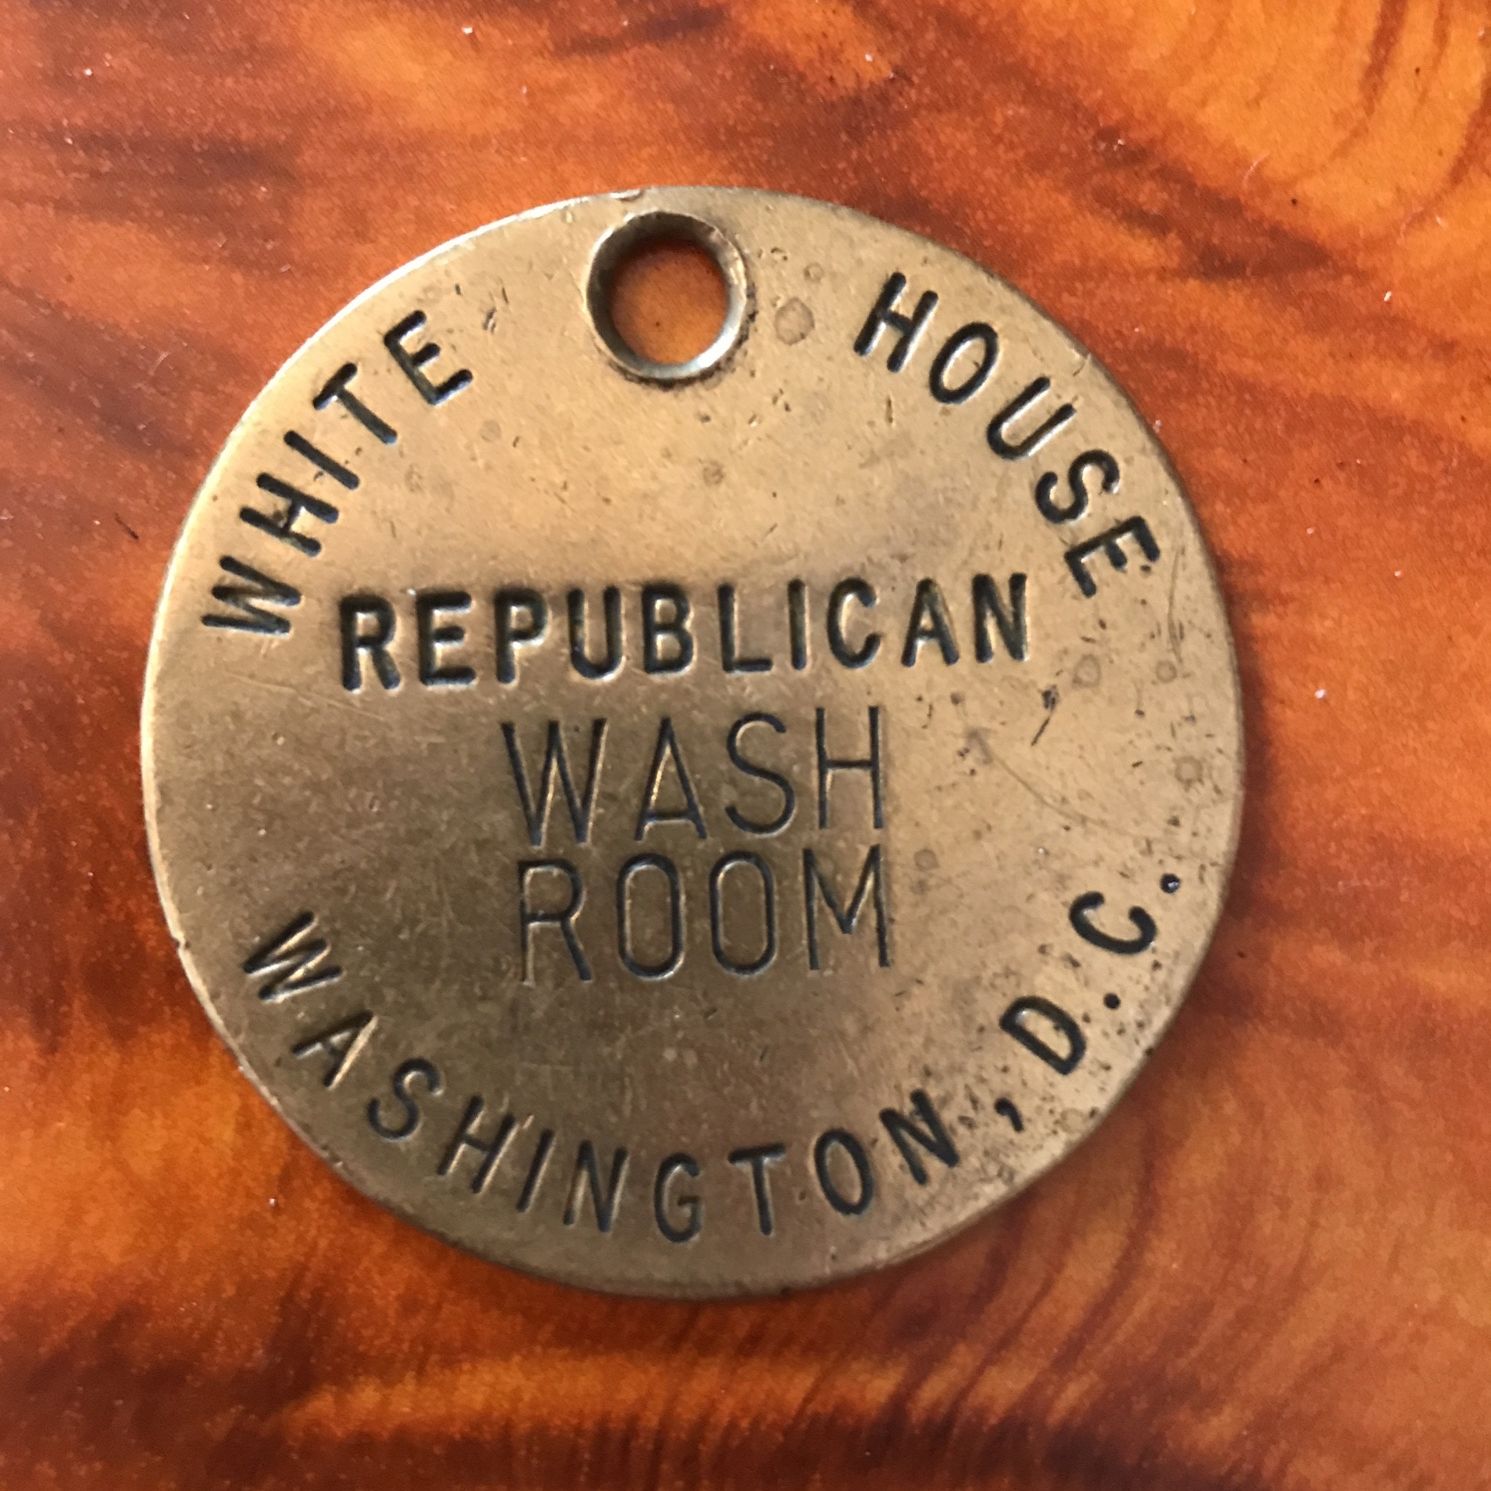 WHITE HOUSE
REPUBLICAN
WASH
ROOM
WASHINGTON, D.C.